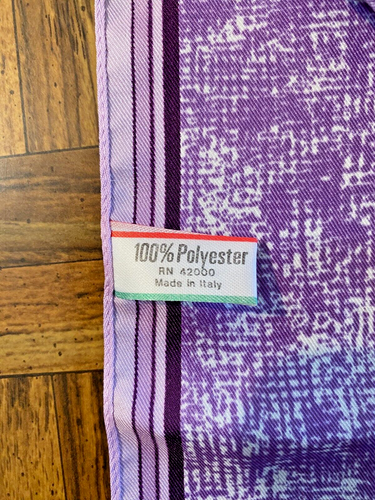 100% Polyester
RN 42000
Made in Italy